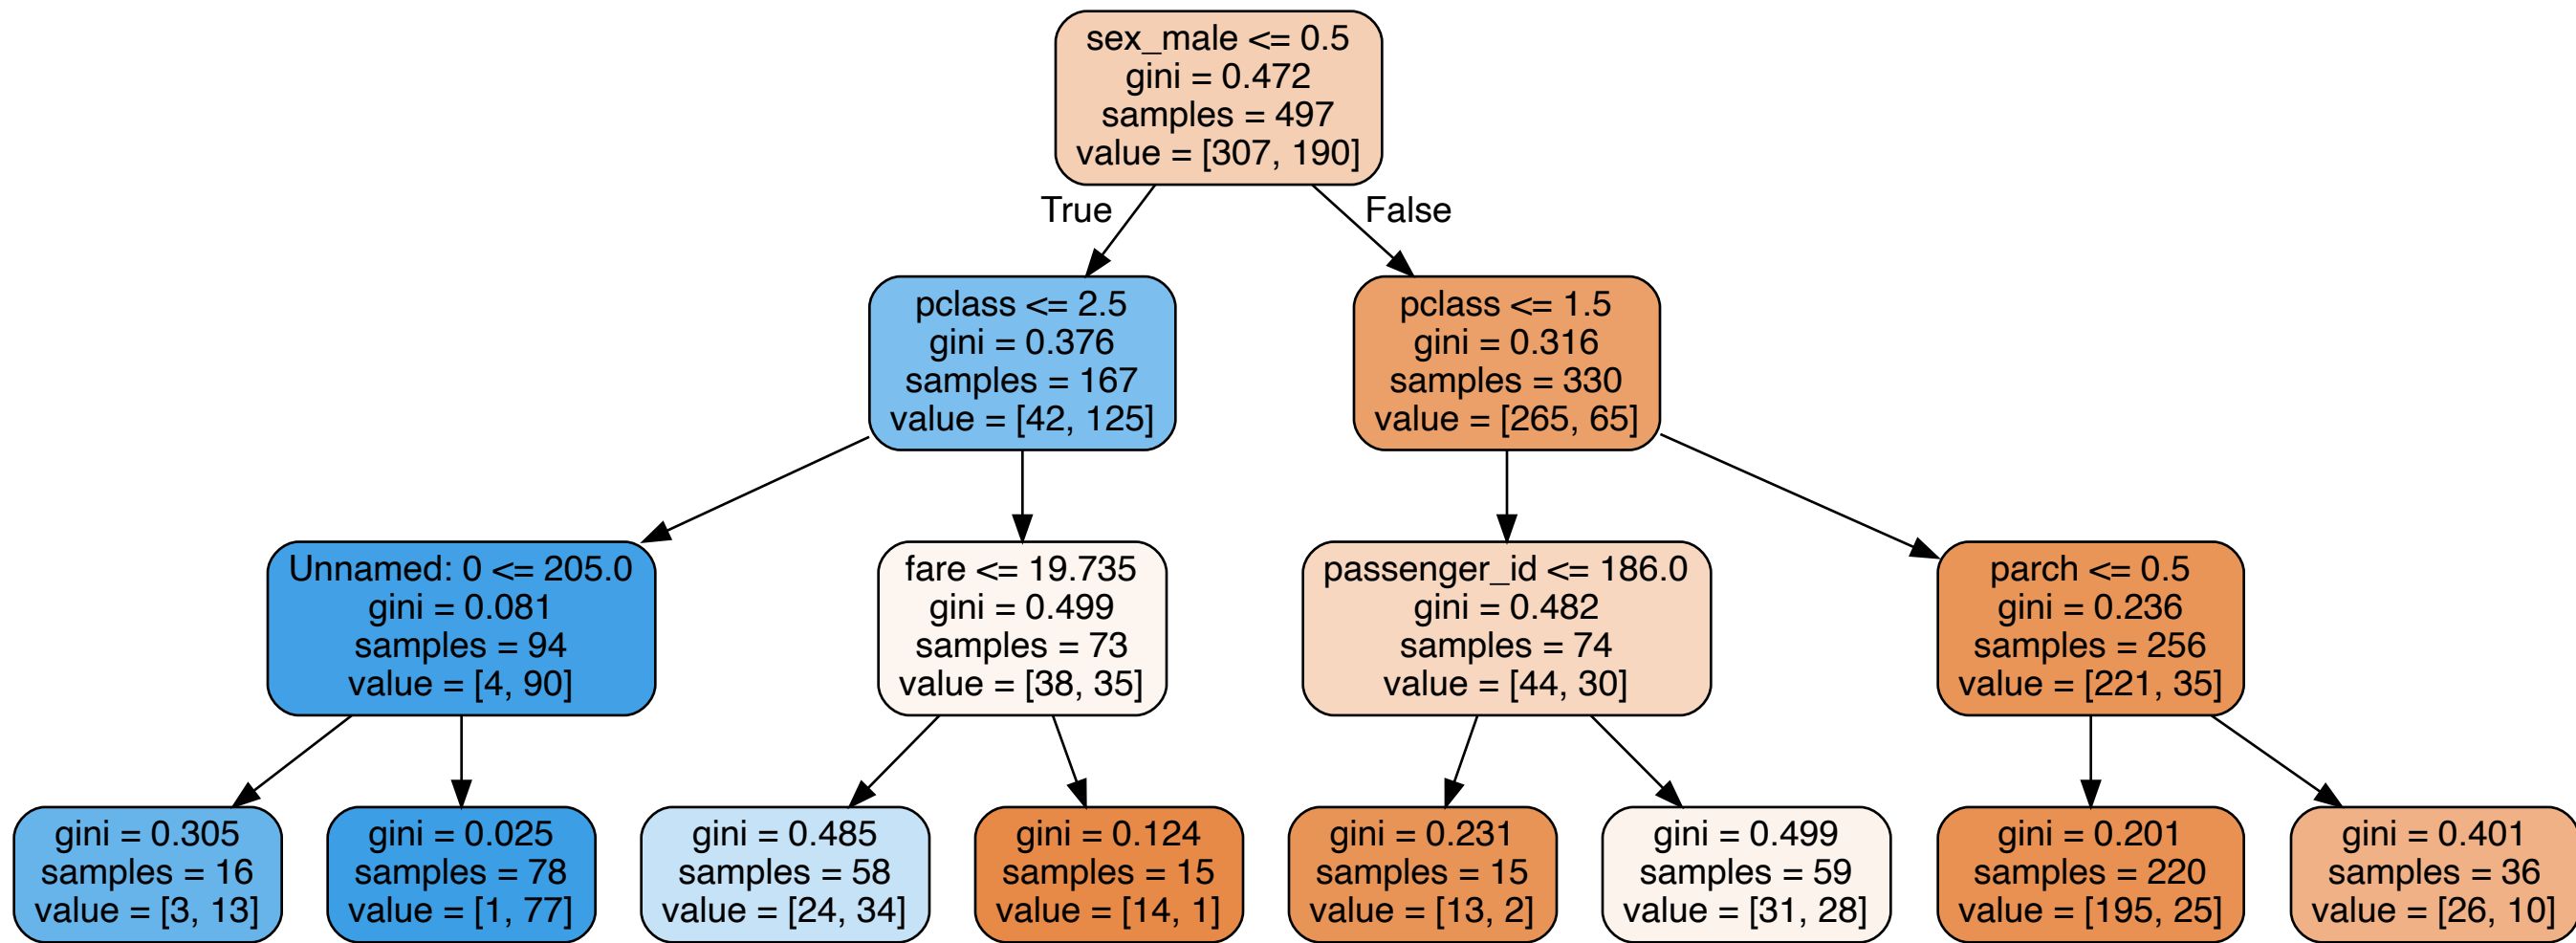 sex_male <= 0.5
gini = 0.472
samples = 497
value = [307, 190]
True
False
pclass <= 2.5
gini = 0.376
samples = 167
value = [42, 125]
pclass <= 1.5
gini = 0.316
samples = 330
value = [265, 65]
Unnamed: 0 <= 205.0
gini = 0.081
samples = 94
value = [4, 90]
fare <= 19.735
gini = 0.499
samples = 73
value = [38, 35]
passenger_id <= 186.0
gini = 0.482
samples = 74
value = [44, 30]
parch <= 0.5
gini = 0.236
samples = 256
value = [221, 35]
gini = 0.305
samples = 16
value = [3, 13]
gini = 0.025
samples = 78
value = [1, 77]
gini = 0.485
samples = 58
value = [24, 34]
gini = 0.124
samples = 15
value = [14, 1]
gini = 0.231
samples = 15
value = [13, 2]
gini = 0.499
samples = 59
value = [31, 28]
gini = 0.201
samples = 220
value = [195, 25]
gini = 0.401
samples = 36
value = [26, 10]